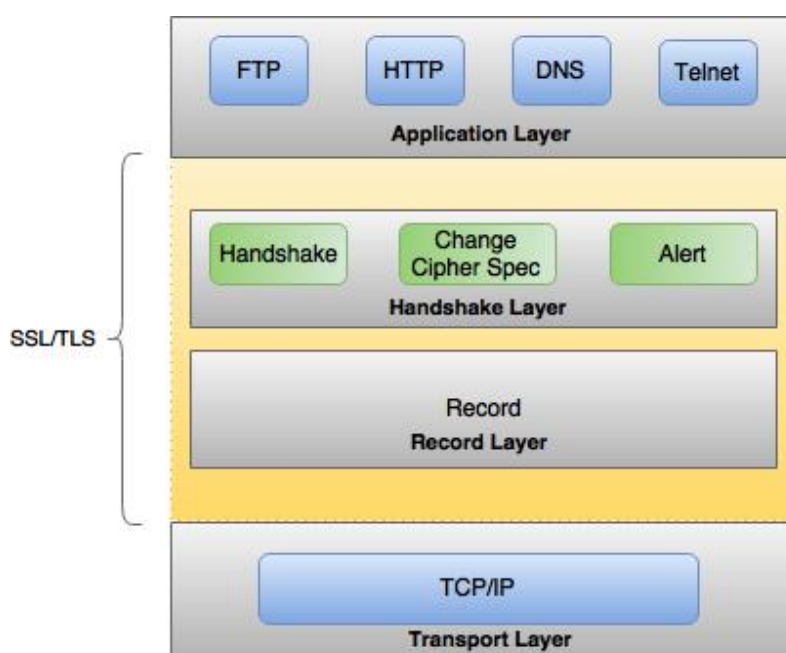 FTP HTTP DNS Telnet
Application Layer
Handshake Change Cipher Spec Alert
Handshake Layer
SSL/TLS
Record
Record Layer
TCP/IP
Transport Layer